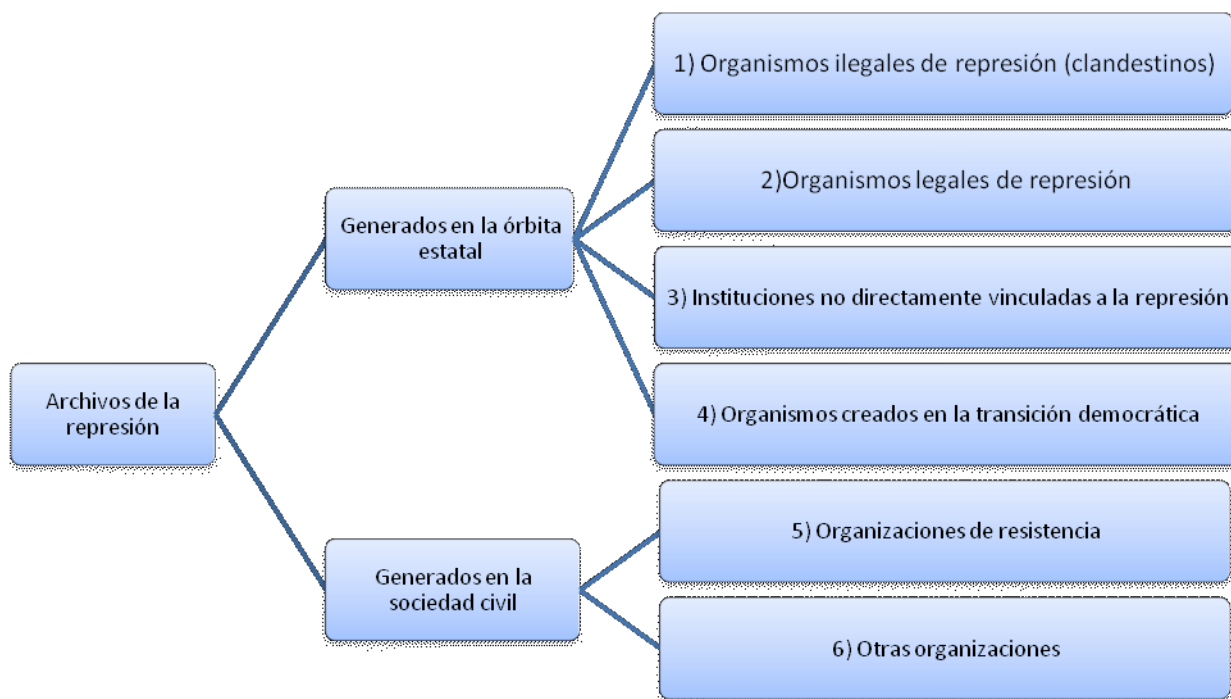 Archivos de la
represión
Generados en la órbita
estatal
1) Organismos ilegales de represión (clandestinos)
2)Organismos legales de represión
3) Instituciones no directamente vinculadas a la represión
4) Organismos creados en la transición democrática
Generados en la
sociedad civil
5) Organizaciones de resistencia
6) Otras organizaciones